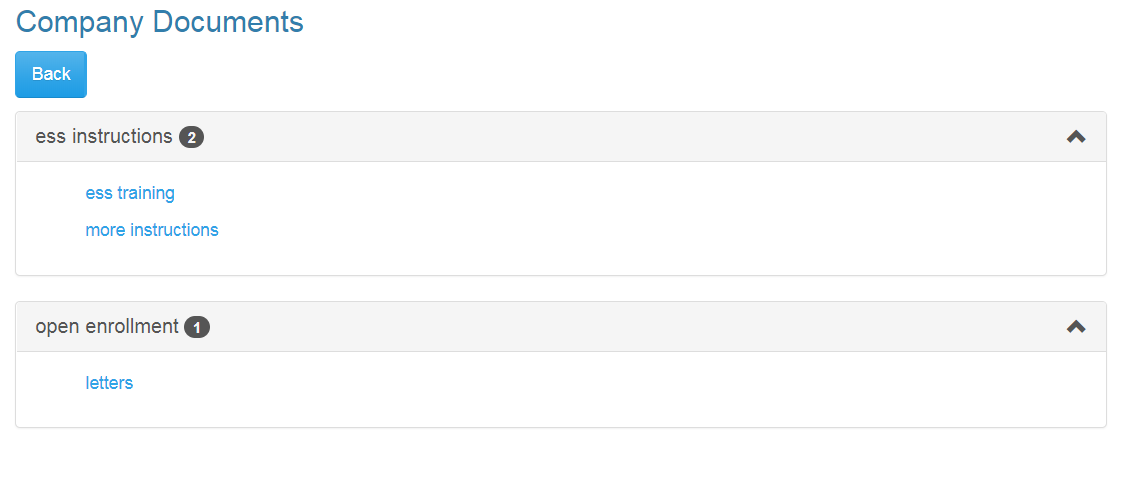 Company Documents
Back
ess instructions 2
ess training
more instructions
open enrollment 1
letters